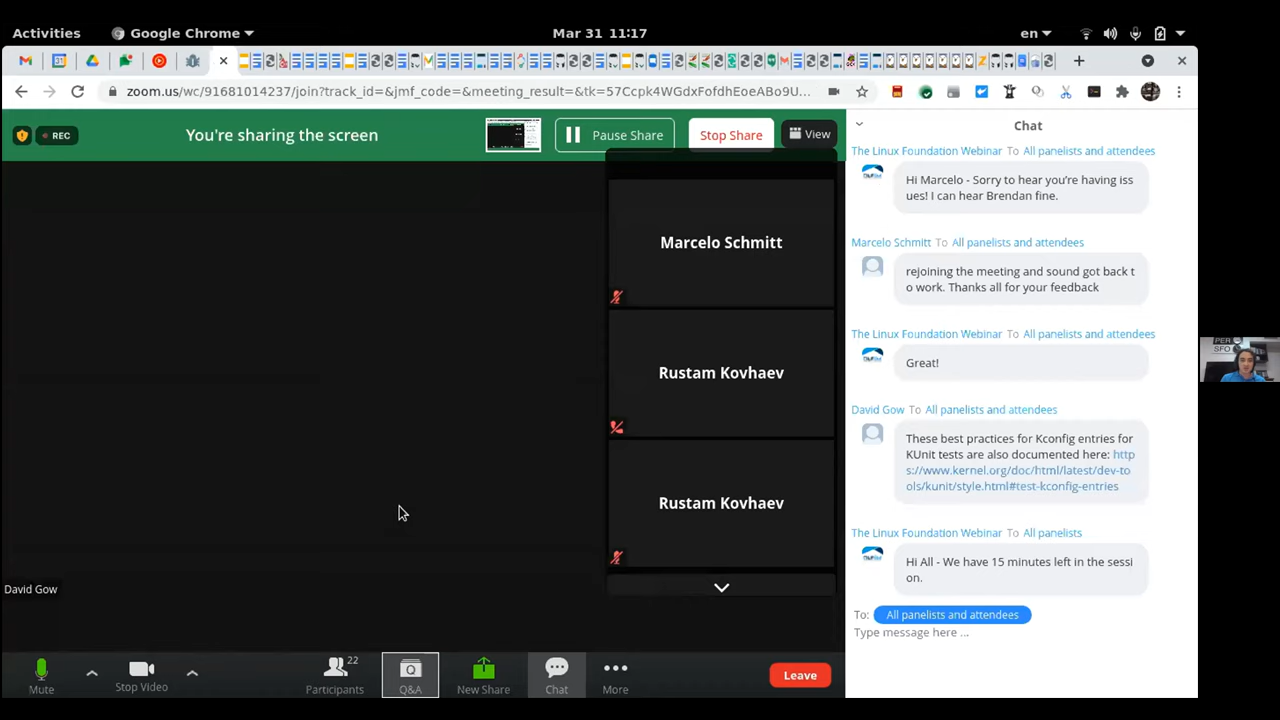 Activities
Google Chrome
Mar 31 11:17
en
zoom.us/wc/91681014237/join?track_id=&jmf_code=&meeting_result=&tk=57Ccpk4WGdxFofdhEoeABo9U...
REC
You're sharing the screen
Pause Share
Stop Share
View
Marcelo Schmitt
Rustam Kovhaev
Rustam Kovhaev
David Gow
Mute
Stop Video
22
Participants
Q&A
New Share
Chat
More
Leave
Chat
The Linux Foundation Webinar To All panelists and attendees
Hi Marcelo - Sorry to hear you're having iss
ues! I can hear Brendan fine.
Marcelo Schmitt To All panelists and attendees
rejoining the meeting and sound got back t
o work. Thanks all for your feedback
The Linux Foundation Webinar To All panelists and attendees
Great!
David Gow To All panelists and attendees
These best practices for Kconfig entries for
KUnit tests are also documented here: http
s://www.kernel.org/doc/html/latest/dev-to
ols/kunit/style.html#test-kconfig-entries
The Linux Foundation Webinar To All panelists
Hi All - We have 15 minutes left in the sessi
on.
To: All panelists and attendees
Type message here ...
PER
SFO